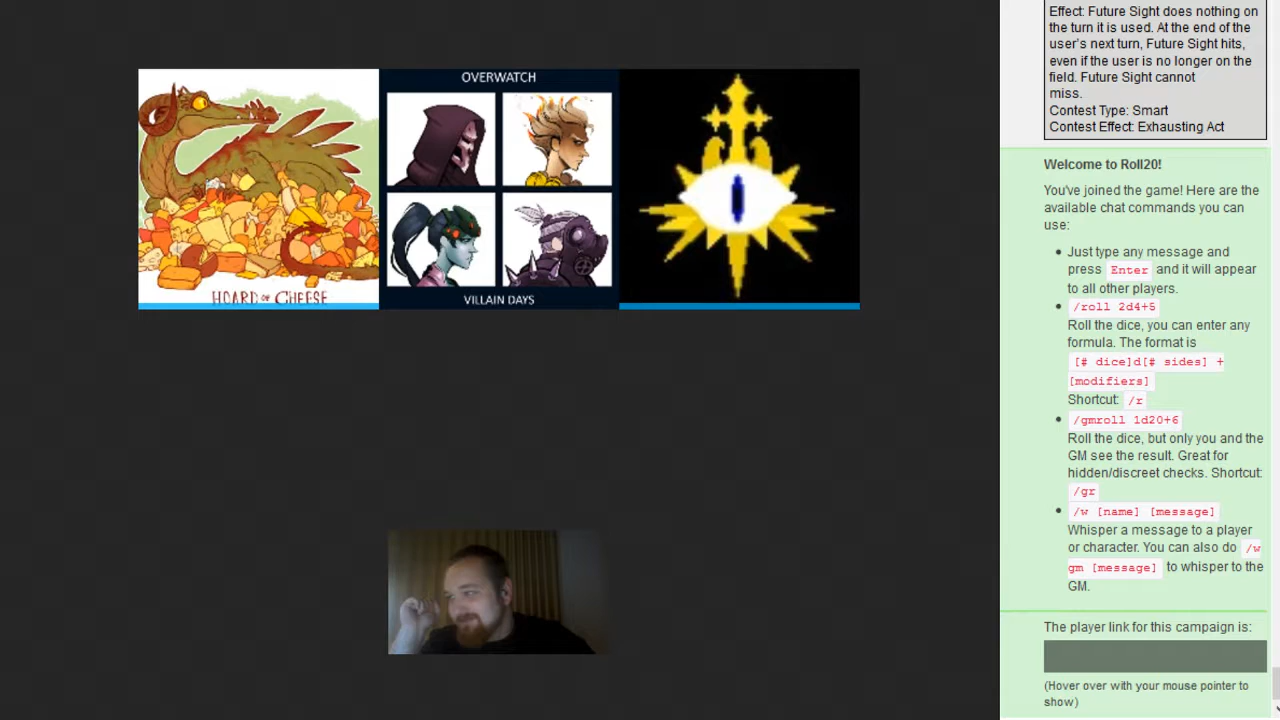 OVERWATCH
HOARD OF CHEESE
VILLAIN DAYS
Effect: Future Sight does nothing on
the turn it is used. At the end of the
user's next turn, Future Sight hits,
even if the user is no longer on the
field. Future Sight cannot
miss.
Contest Type: Smart
Contest Effect: Exhausting Act
Welcome to Roll20!
You've joined the game! Here are the
available chat commands you can
use:
Just type any message and
press Enter and it will appear
to all other players.
/roll 2d4+5
Roll the dice, you can enter any
formula. The format is
[# dice]d[# sides] +
[modifiers]
Shortcut: /r
/gmroll 1d20+6
Roll the dice, but only you and the
GM see the result. Great for
hidden/discreet checks. Shortcut:
/gr
/w [name] [message]
Whisper a message to a player
or character. You can also do /w
gm [message] to whisper to the
GM.
The player link for this campaign is:
(Hover over with your mouse pointer to
show)